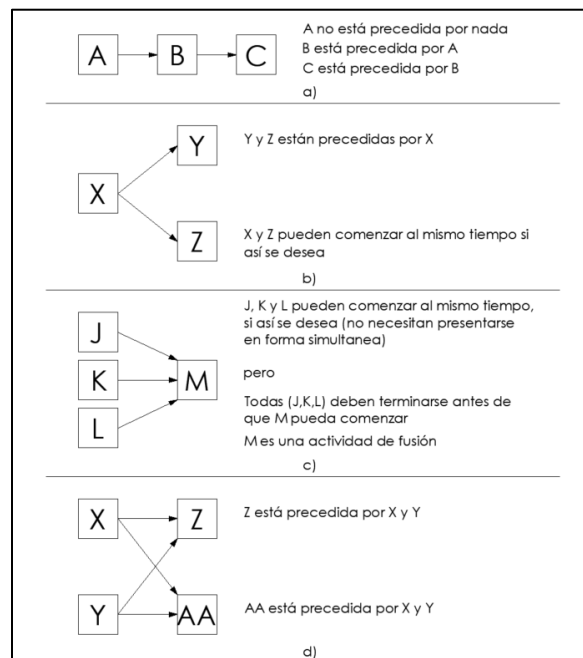 A
B
C
A no está precedida por nada
B está precedida por A
C está precedida por B
a)
X
Y
Z
Y y Z están precedidas por X
X y Z pueden comenzar al mismo tiempo si
así se desea
b)
J
K
L
M
J, K y L pueden comenzar al mismo tiempo,
si así se desea (no necesitan presentarse
en forma simultanea)
pero
Todas (J,K,L) deben terminarse antes de
que M pueda comenzar
M es una actividad de fusión
c)
X
Z
Y
AA
Z está precedida por X y Y
AA está precedida por X y Y
d)